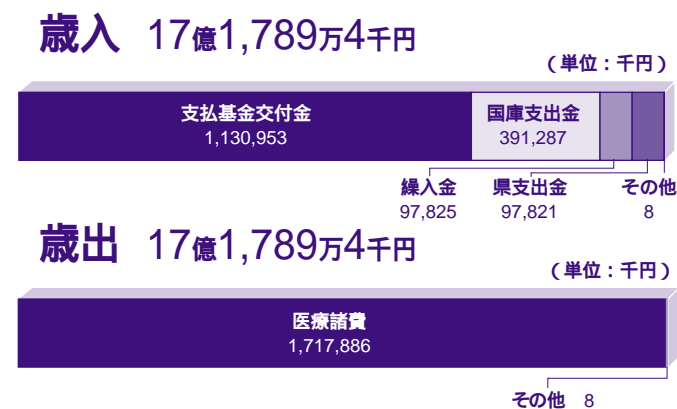 歳入 17億1,789万4千円
（単位：千円）
支払基金交付金 国庫支出金
1,130,953 391,287
繰入金 県支出金 その他
97,825 97,821 8
歳出 17億1,789万4千円
（単位：千円）
医療諸費
1,717,886
その他 8